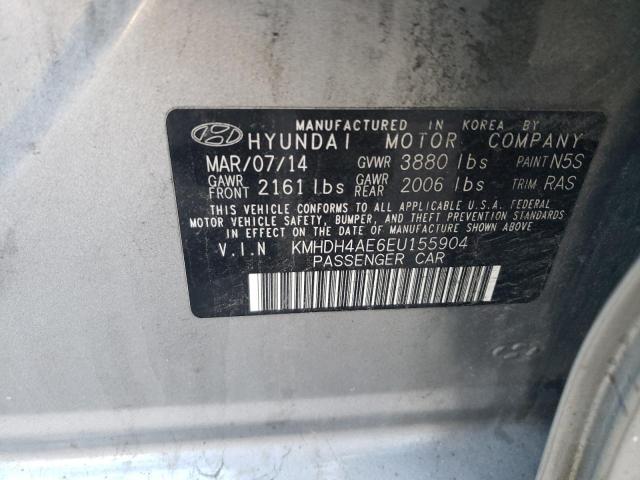 MANUFACTURED IN KOREA BY
HYUNDAI MOTOR COMPANY
MAR/07/14 GVWR 3880 lbs PAINT N5S
GAWR FRONT 2161 lbs GAWR REAR 2006 lbs TRIM RAS
THIS VEHICLE CONFORMS TO ALL APPLICABLE U.S.A. FEDERAL
MOTOR VEHICLE SAFETY, BUMPER, AND THEFT PREVENTION STANDARDS
IN EFFECT ON THE DATE OF MANUFACTURE SHOWN ABOVE.
V.I.N KMHDH4AE6EU155904
PASSENGER CAR